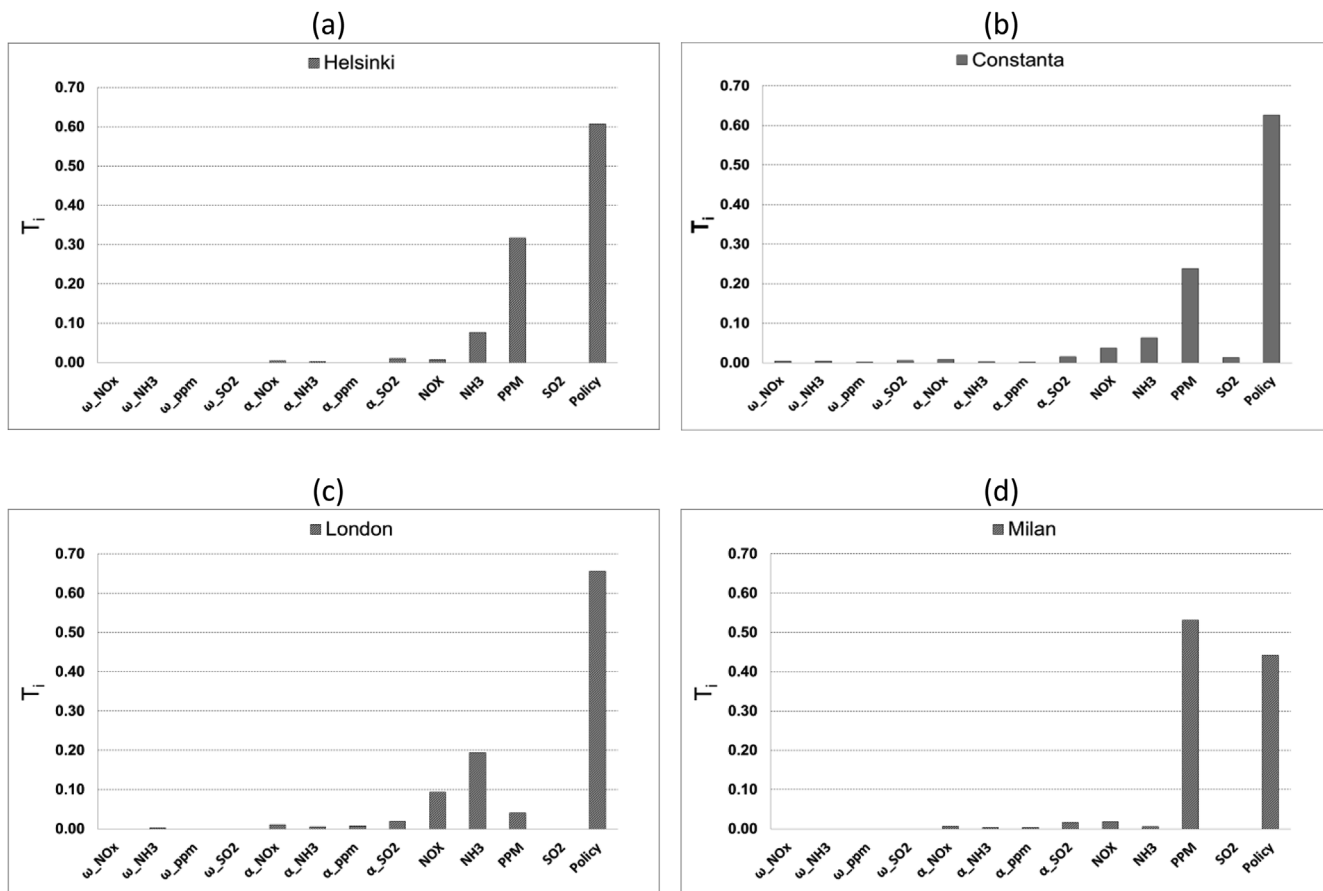 (a)
Helsinki
0.70
0.60
0.50
0.40
0.30
0.20
0.10
0.00
Ti
ω_NOx ω_NH3 ω_ppm ω_SO2 α_NOx α_NH3 α_ppm α_SO2 NOX NH3 PPM SO2 Policy
(b)
Constanta
0.70
0.60
0.50
0.40
0.30
0.20
0.10
0.00
Ti
ω_NOx ω_NH3 ω_ppm ω_SO2 α_NOx α_NH3 α_ppm α_SO2 NOX NH3 PPM SO2 Policy
(c)
London
0.70
0.60
0.50
0.40
0.30
0.20
0.10
0.00
Ti
ω_NOx ω_NH3 ω_ppm ω_SO2 α_NOx α_NH3 α_ppm α_SO2 NOX NH3 PPM SO2 Policy
(d)
Milan
0.70
0.60
0.50
0.40
0.30
0.20
0.10
0.00
Ti
ω_NOx ω_NH3 ω_ppm ω_SO2 α_NOx α_NH3 α_ppm α_SO2 NOX NH3 PPM SO2 Policy